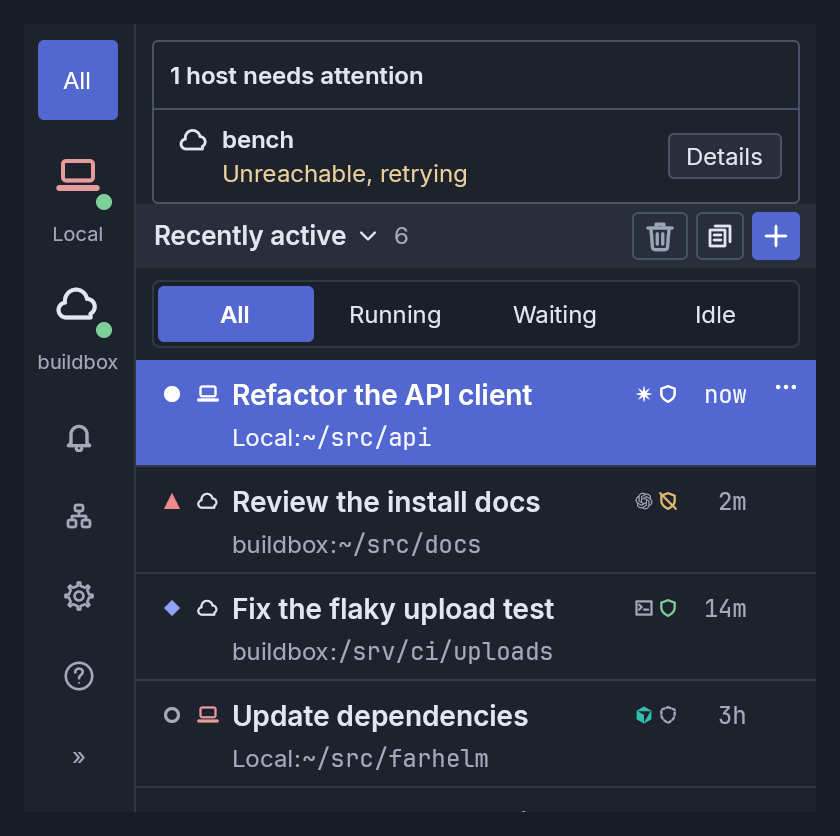 All
Local
buildbox
»
1 host needs attention
bench
Unreachable, retrying
Details
Recently active 6
All Running Waiting Idle
Refactor the API client now
Local:~/src/api
Review the install docs 2m
buildbox:~/src/docs
Fix the flaky upload test 14m
buildbox:/srv/ci/uploads
Update dependencies 3h
Local:~/src/farhelm